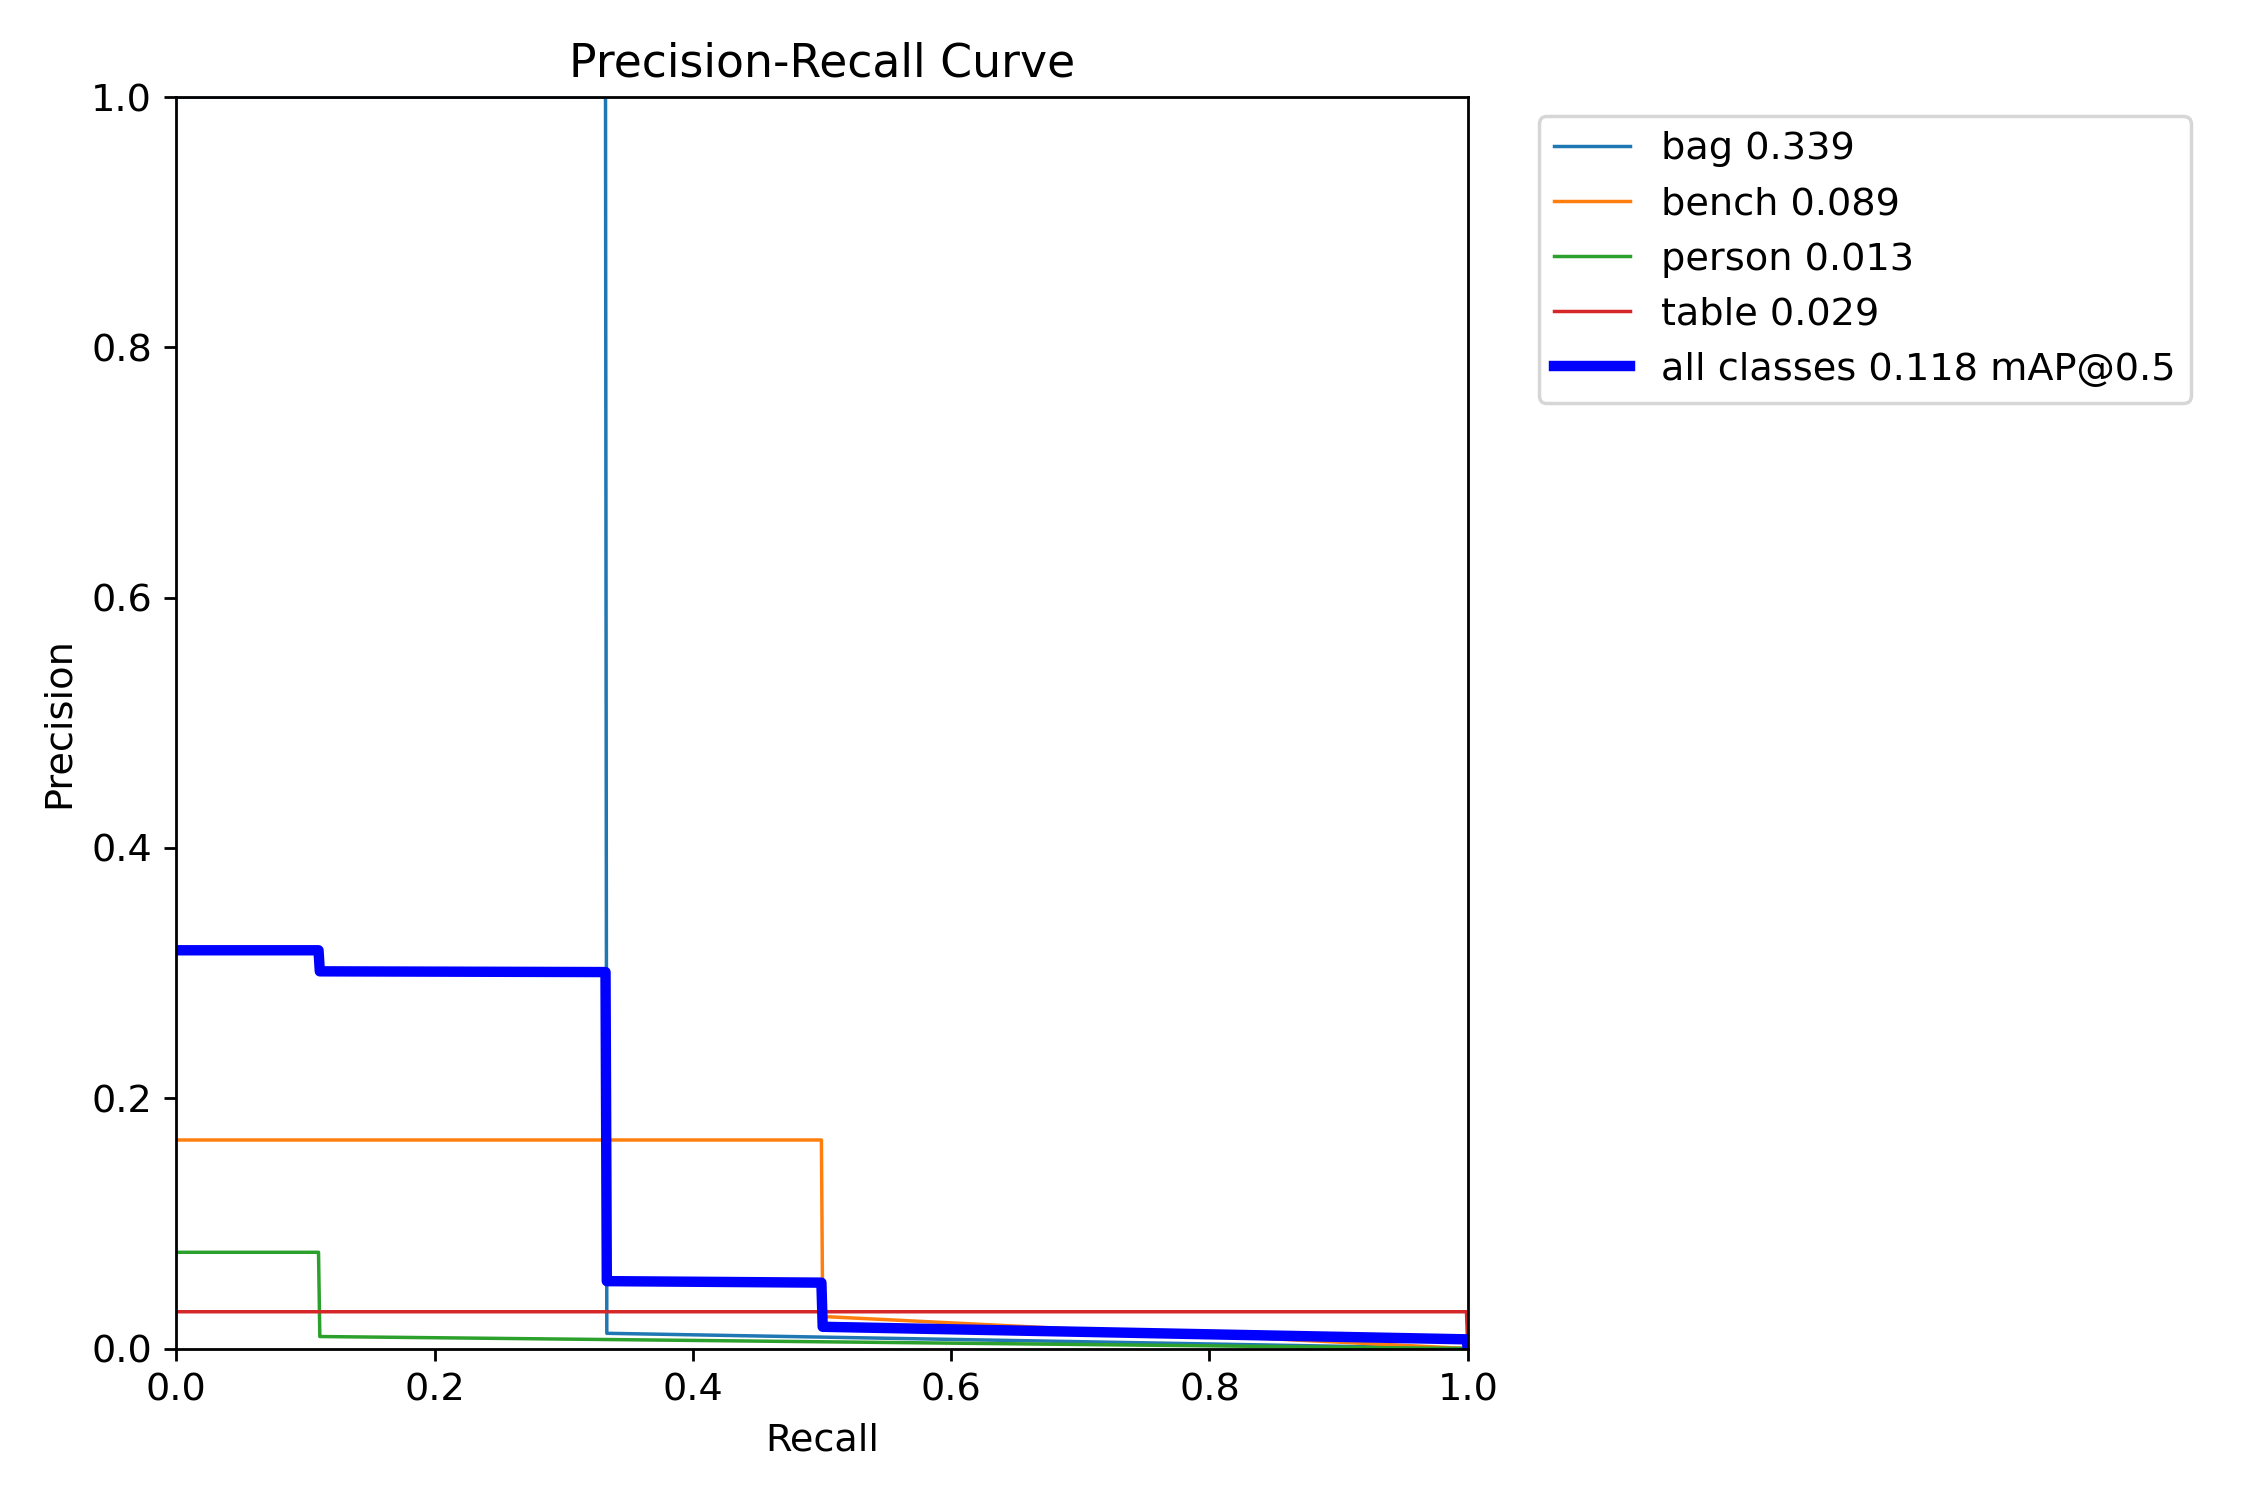 Precision-Recall Curve
1.0
0.8
0.6
0.4
0.2
0.0
Precision
0.0 0.2 0.4 0.6 0.8 1.0
Recall
bag 0.339
bench 0.089
person 0.013
table 0.029
all classes 0.118 mAP@0.5